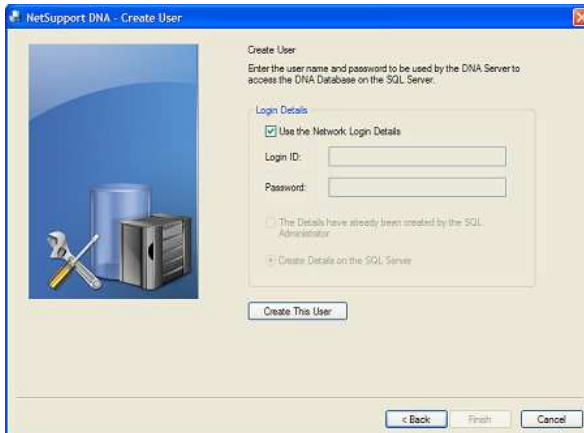 NetSupport DNA - Create User
Create User
Enter the user name and password to be used by the DNA Server to
access the DNA Database on the SQL Server.
Login Details
Use the Network Login Details
Login ID:
Password:
The Details have already been created by the SQL
Administrator
Create Details on the SQL Server
Create This User
< Back
Finish
Cancel